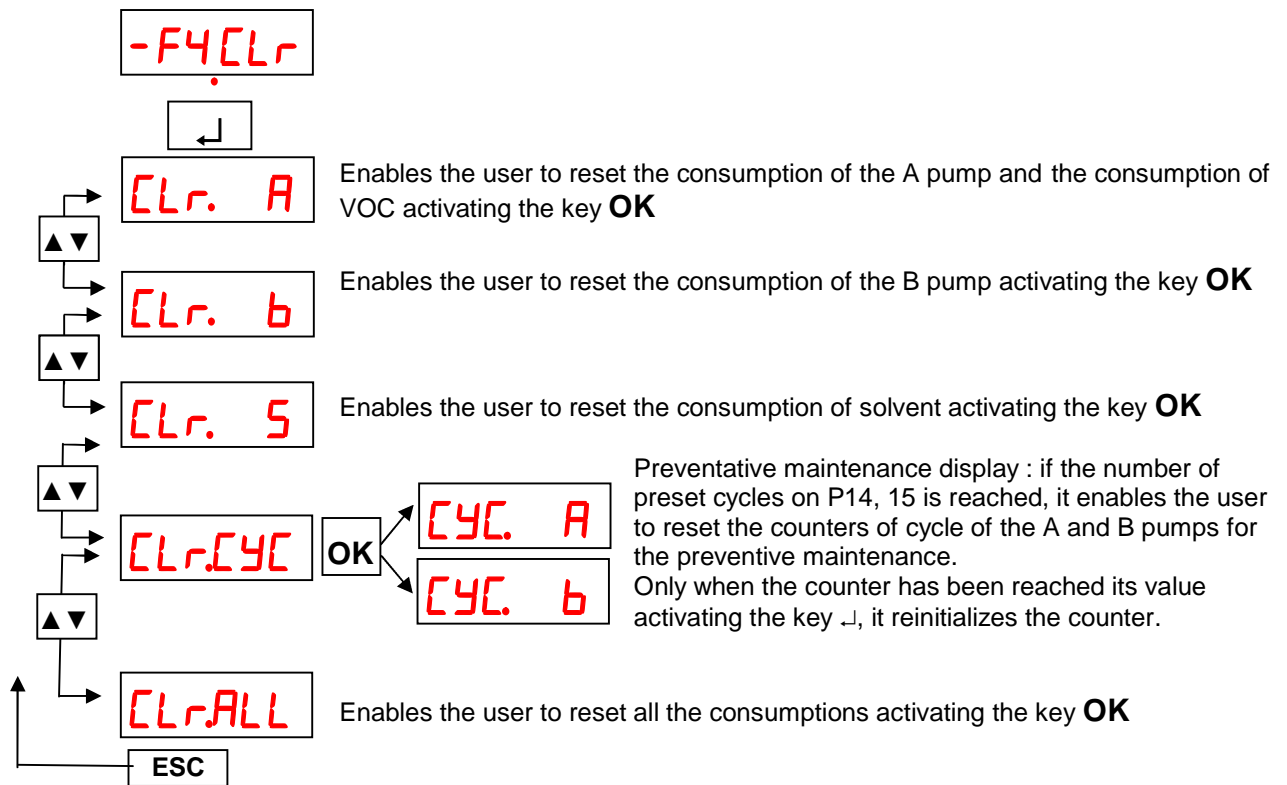 -F4CLr
↵
CLr. A
Enables the user to reset the consumption of the A pump and the consumption of
VOC activating the key OK
▲▼
CLr. b
Enables the user to reset the consumption of the B pump activating the key OK
▲▼
CLr. S
Enables the user to reset the consumption of solvent activating the key OK
▲▼
CLr.CYC
OK
CYC. A
CYC. b
Preventative maintenance display : if the number of
preset cycles on P14, 15 is reached, it enables the user
to reset the counters of cycle of the A and B pumps for
the preventive maintenance.
Only when the counter has been reached its value
activating the key ↵, it reinitializes the counter.
▲▼
CLr.ALL
Enables the user to reset all the consumptions activating the key OK
ESC